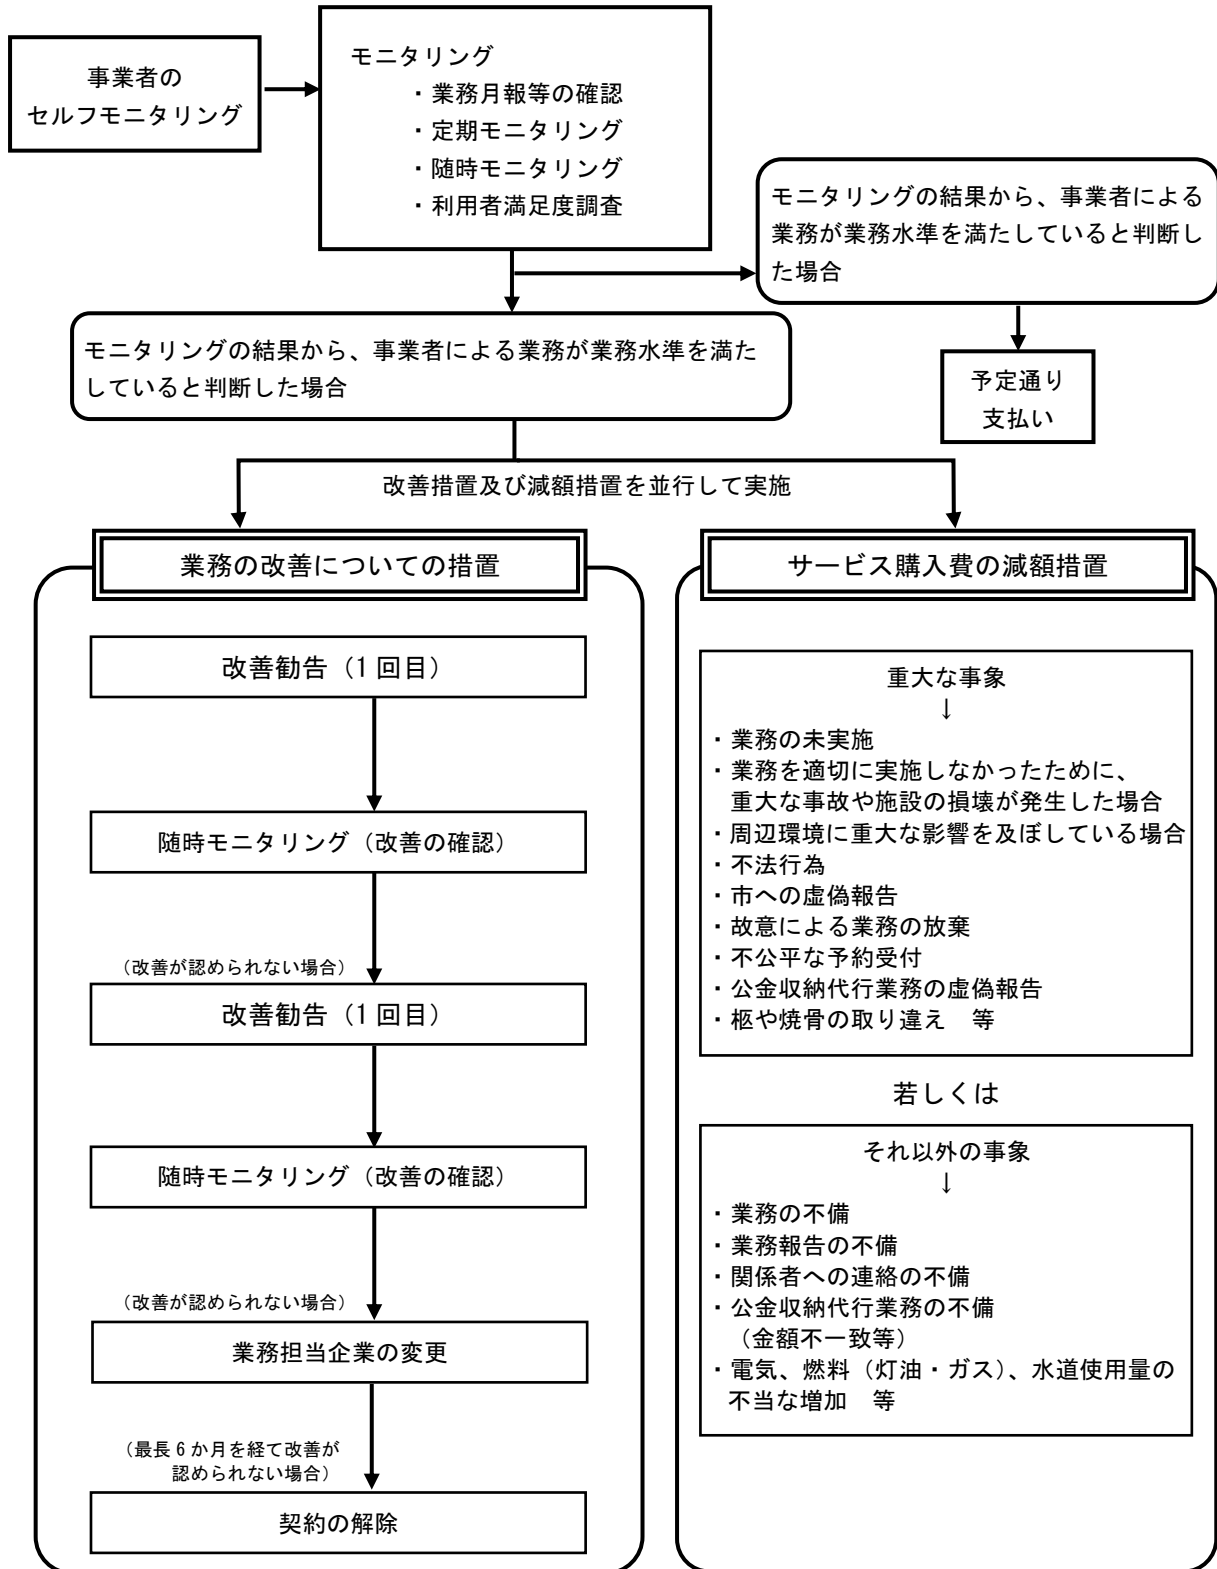 事業者の
セルフモニタリング
モニタリング
・業務月報等の確認
・定期モニタリング
・随時モニタリング
・利用者満足度調査
モニタリングの結果から、事業者による
業務が業務水準を満たしていると判断し
た場合
予定通り
支払い
モニタリングの結果から、事業者による業務が業務水準を満た
していると判断した場合
改善措置及び減額措置を並行して実施
業務の改善についての措置
改善勧告（1回目）
随時モニタリング（改善の確認）
（改善が認められない場合）
改善勧告（1回目）
随時モニタリング（改善の確認）
（改善が認められない場合）
業務担当企業の変更
（最長6か月を経て改善が
認められない場合）
契約の解除
サービス購入費の減額措置
重大な事象
↓
・業務の未実施
・業務を適切に実施しなかったために、
重大な事故や施設の損壊が発生した場合
・周辺環境に重大な影響を及ぼしている場合
・不法行為
・市への虚偽報告
・故意による業務の放棄
・不公平な予約受付
・公金収納代行業務の虚偽報告
・柩や焼骨の取り違え　等
若しくは
それ以外の事象
↓
・業務の不備
・業務報告の不備
・関係者への連絡の不備
・公金収納代行業務の不備
（金額不一致等）
・電気、燃料（灯油・ガス）、水道使用量の
不当な増加　等